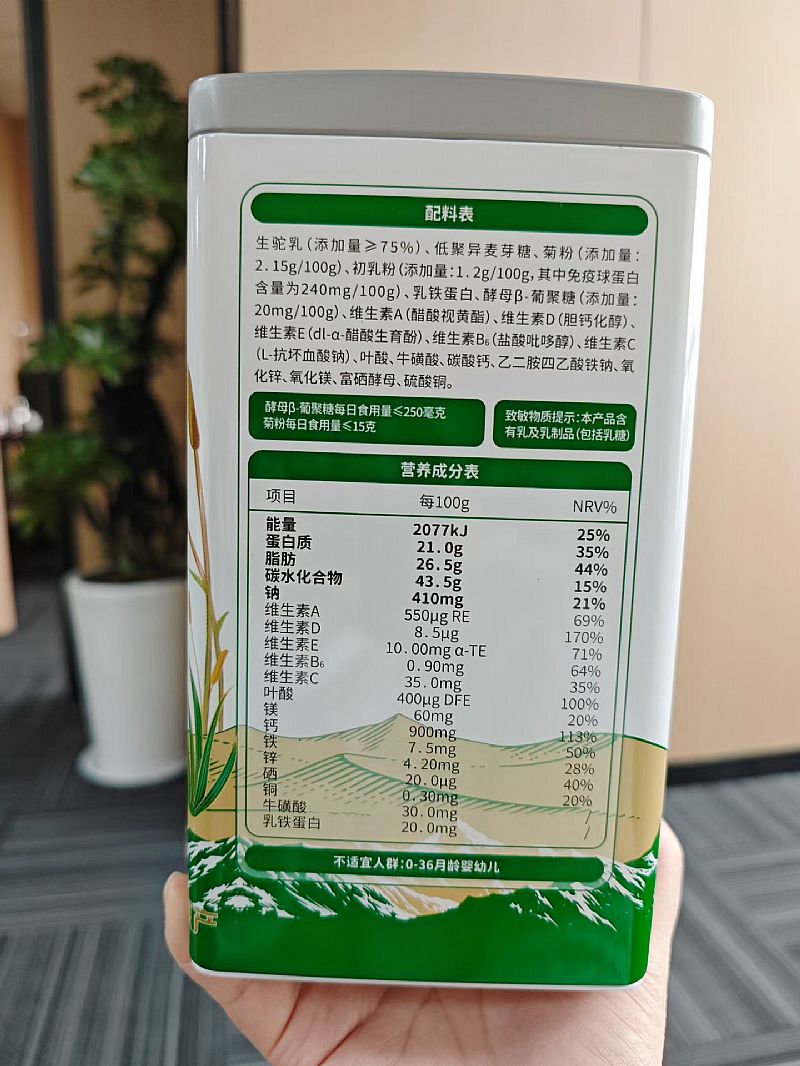 配料表
生驼乳(添加量≥75%)、低聚异麦芽糖、菊粉(添加量:
2.15g/100g)、初乳粉(添加量:1.2g/100g,其中免疫球蛋白
含量为240mg/100g)、乳铁蛋白、酵母β-葡聚糖(添加量:
20mg/100g)、维生素A(醋酸视黄酯)、维生素D(胆钙化醇)、
维生素E(dl-α-醋酸生育酚)、维生素B₆(盐酸吡哆醇)、维生素C
(L-抗坏血酸钠)、叶酸、牛磺酸、碳酸钙、乙二胺四乙酸铁钠、氧
化锌、氧化镁、富硒酵母、硫酸铜。
酵母β-葡聚糖每日食用量≤250毫克
菊粉每日食用量≤15克
致敏物质提示:本产品含
有乳及乳制品(包括乳糖)
营养成分表
项目 每100g NRV%
能量 2077kJ 25%
蛋白质 21.0g 35%
脂肪 26.5g 44%
碳水化合物 43.5g 15%
钠 410mg 21%
维生素A 550μg RE 69%
维生素D 8.5μg 170%
维生素E 10.00mg α-TE 71%
维生素B₆ 0.90mg 64%
维生素C 35.0mg 35%
叶酸 400μg DFE 100%
镁 60mg 20%
钙 900mg 113%
铁 7.5mg 50%
锌 4.20mg 28%
硒 20.0μg 40%
铜 0.30mg 20%
牛磺酸 30.0mg
乳铁蛋白 20.0mg /
不适宜人群:0-36月龄婴幼儿
产